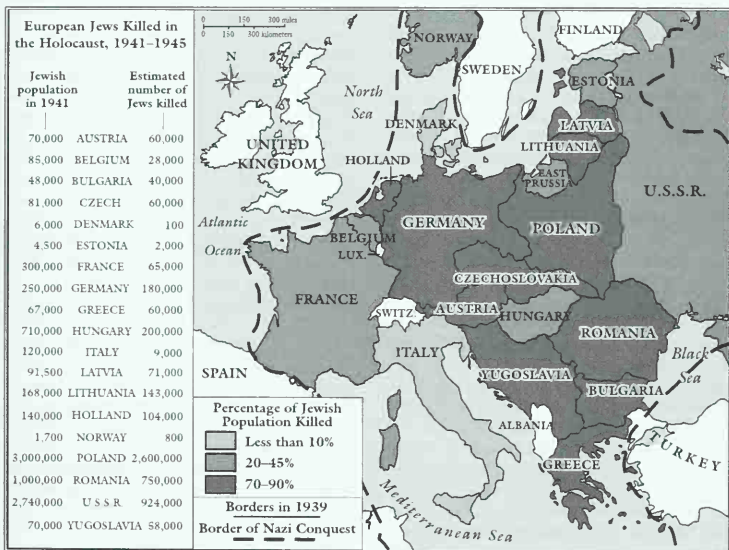 European Jews Killed in
the Holocaust, 1941–1945
Jewish population in 1941
Estimated number of Jews killed
70,000 AUSTRIA 60,000
85,000 BELGIUM 28,000
48,000 BULGARIA 40,000
81,000 CZECH 60,000
6,000 DENMARK 100
4,500 ESTONIA 2,000
300,000 FRANCE 65,000
250,000 GERMANY 180,000
67,000 GREECE 60,000
710,000 HUNGARY 200,000
120,000 ITALY 9,000
91,500 LATVIA 71,000
168,000 LITHUANIA 143,000
140,000 HOLLAND 104,000
1,700 NORWAY 800
3,000,000 POLAND 2,600,000
1,000,000 ROMANIA 750,000
2,740,000 U.S.S.R 924,000
70,000 YUGOSLAVIA 58,000
0 150 300 miles
0 150 300 kilometers
N
NORWAY
FINLAND
SWEDEN
ESTONIA
North
Sea
DENMARK
LATVIA
UNITED
KINGDOM
LITHUANIA
HOLLAND
EAST
PRUSSIA
U.S.S.R.
Atlantic
Ocean
GERMANY
POLAND
BELGIUM
LUX.
CZECHOSLOVAKIA
FRANCE
SWITZ.
AUSTRIA
HUNGARY
ROMANIA
ITALY
Black
Sea
SPAIN
YUGOSLAVIA
BULGARIA
ALBANIA
TURKEY
GREECE
Mediterranean Sea
Percentage of Jewish
Population Killed
Less than 10%
20–45%
70–90%
Borders in 1939
Border of Nazi Conquest